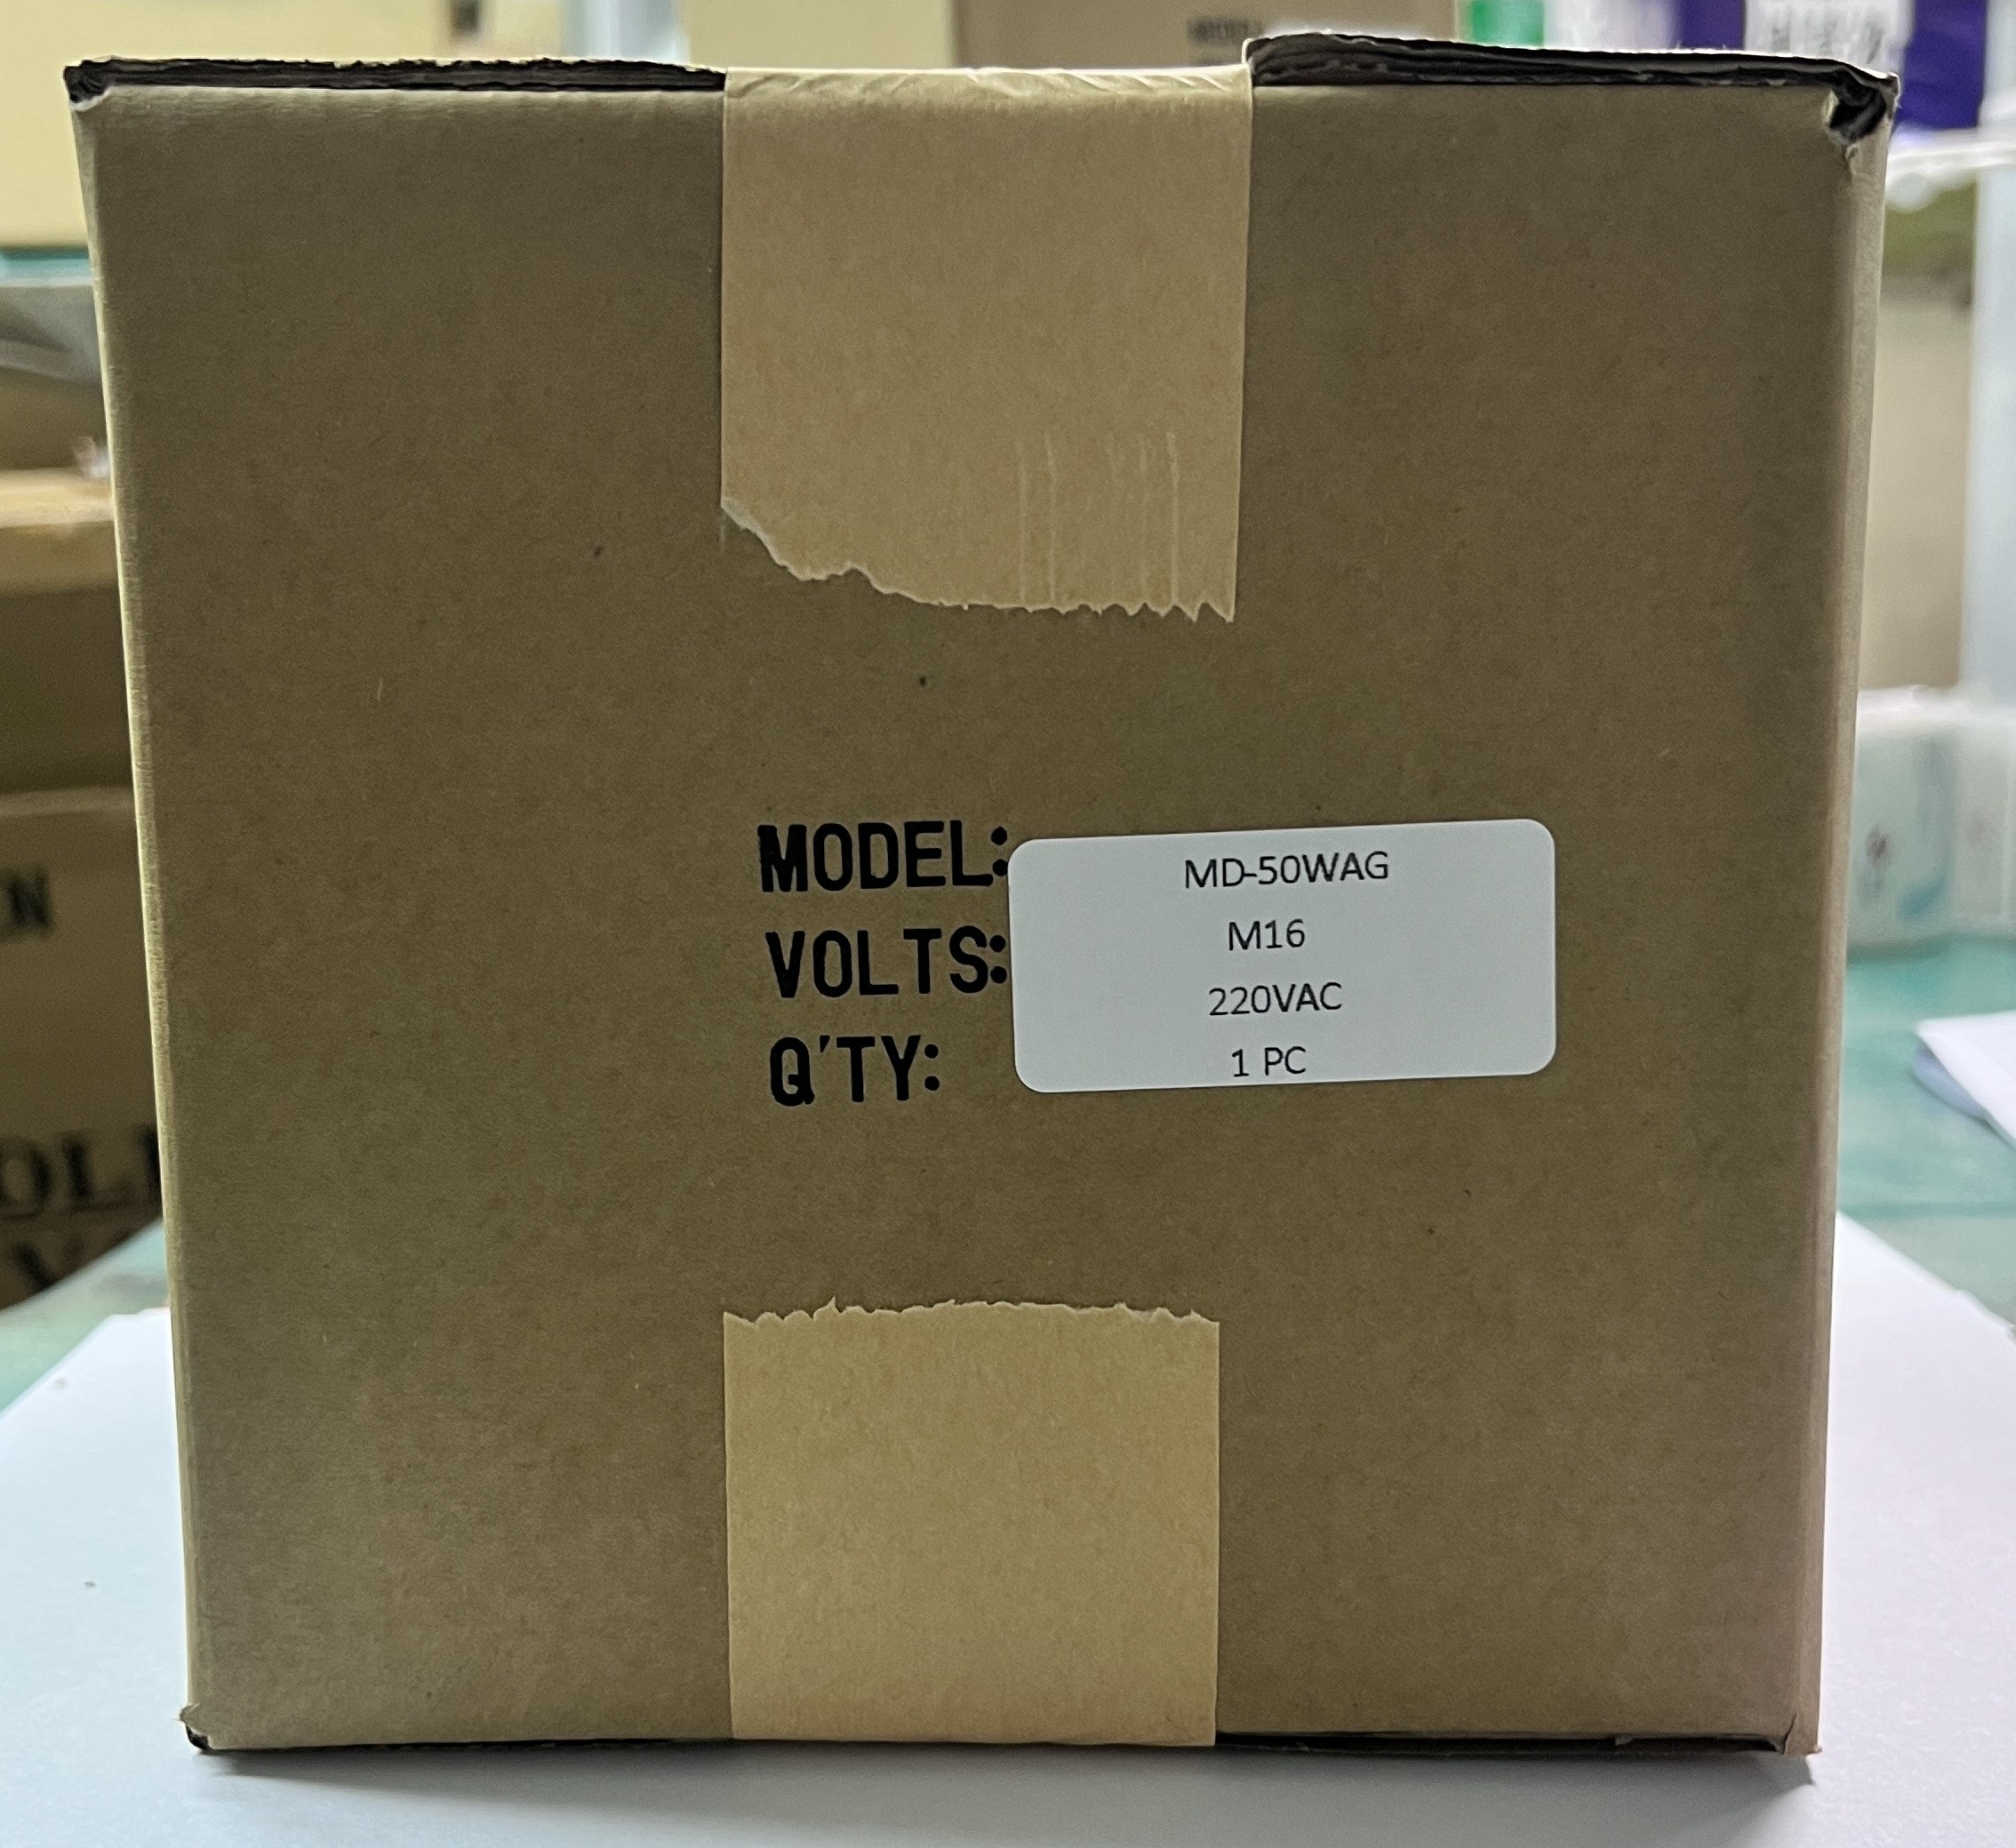 MODEL: MD-50WAG
M16
VOLTS: 220VAC
Q'TY: 1 PC